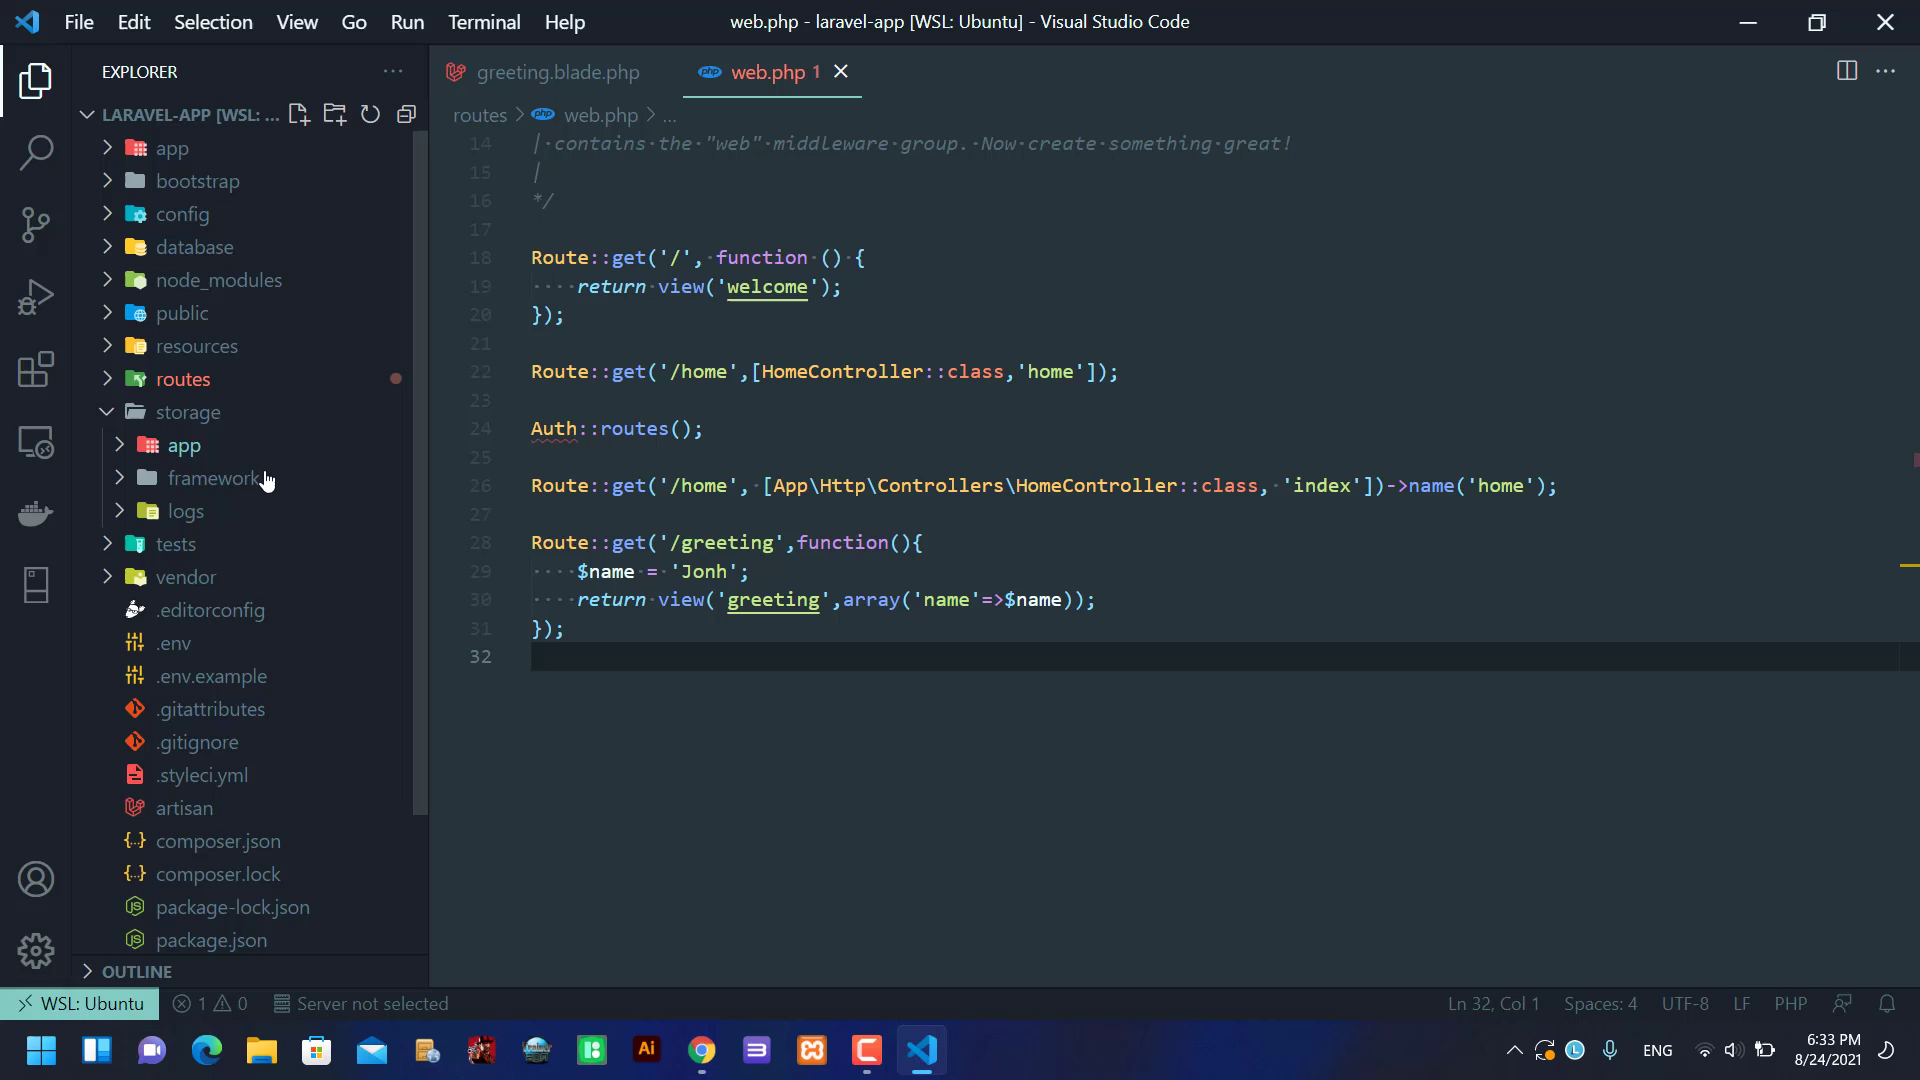 File Edit Selection View Go Run Terminal Help
web.php - laravel-app [WSL: Ubuntu] - Visual Studio Code
EXPLORER
LARAVEL-APP [WSL: ...
app
bootstrap
config
database
node_modules
public
resources
routes
storage
app
framework
logs
tests
vendor
.editorconfig
.env
.env.example
.gitattributes
.gitignore
.styleci.yml
artisan
composer.json
composer.lock
package-lock.json
package.json
OUTLINE
greeting.blade.php
php web.php 1
routes > web.php > ...
14 | contains the "web" middleware group. Now create something great!
15 |
16 */
17
18 Route::get('/', function () {
19     return view('welcome');
20 });
21
22 Route::get('/home',[HomeController::class,'home']);
23
24 Auth::routes();
25
26 Route::get('/home', [App\Http\Controllers\HomeController::class, 'index'])->name('home');
27
28 Route::get('/greeting',function(){
29     $name = 'Jonh';
30     return view('greeting',array('name'=>$name));
31 });
32
WSL: Ubuntu 1 0 Server not selected
Ln 32, Col 1 Spaces: 4 UTF-8 LF PHP
Ai
ENG
6:33 PM
8/24/2021